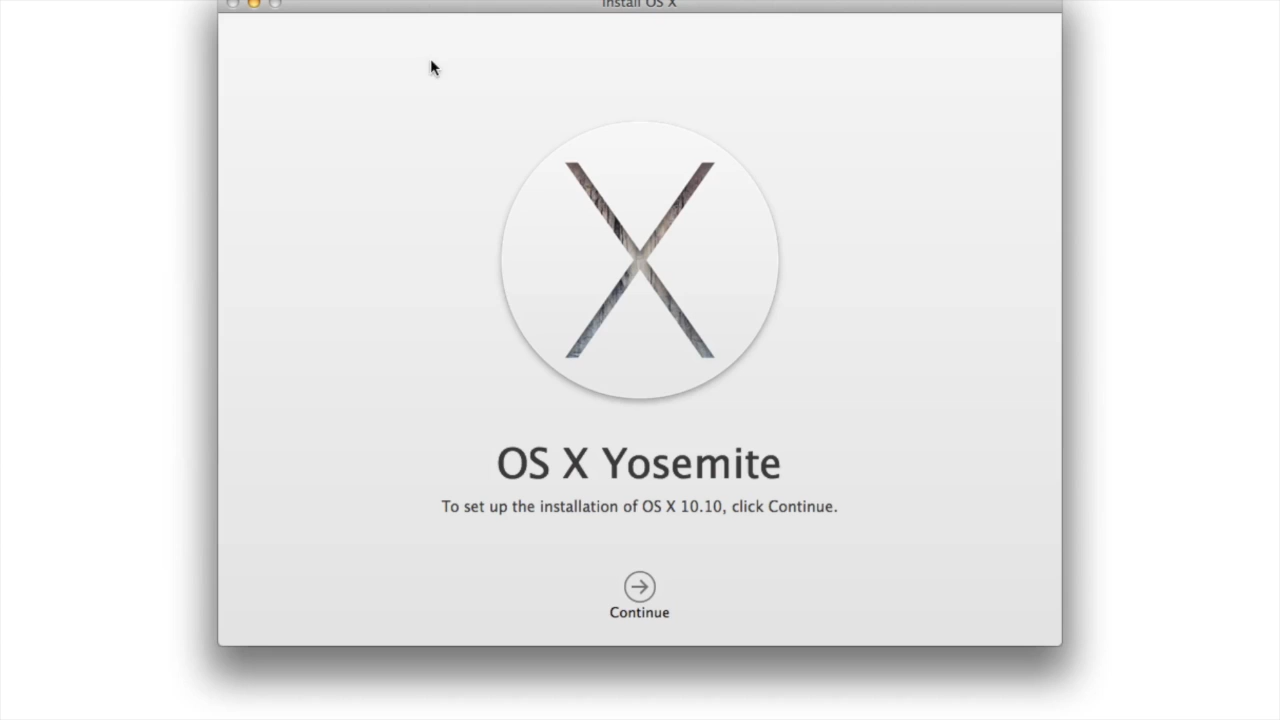 Install OS X
X
OS X Yosemite
To set up the installation of OS X 10.10, click Continue.
Continue